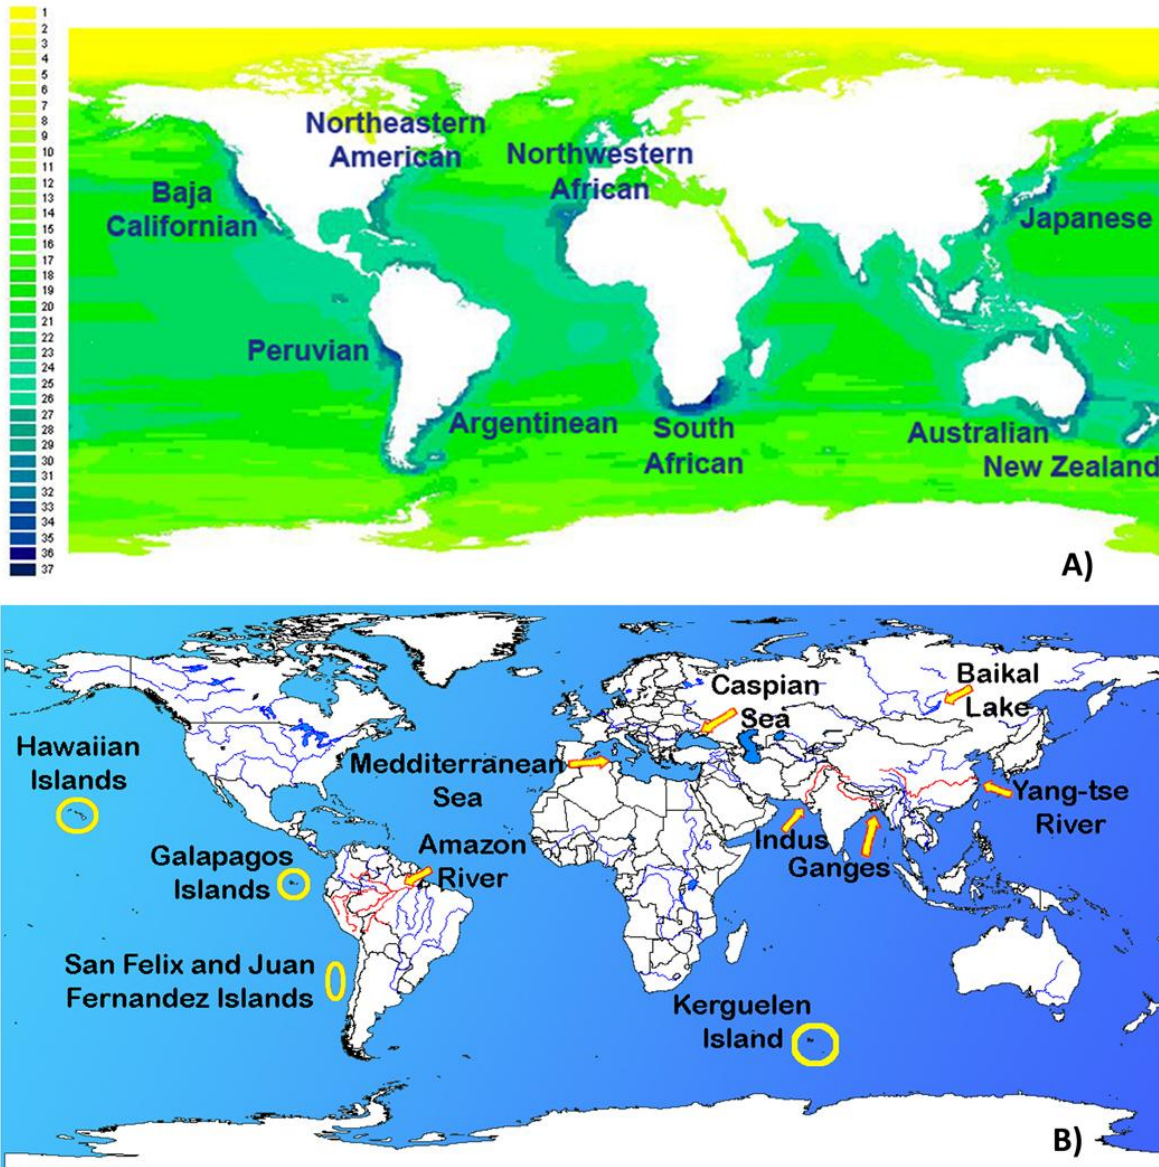 1
2
3
4
5
6
7
8
9
10
11
12
13
14
15
16
17
18
19
20
21
22
23
24
25
26
27
28
29
30
31
32
33
34
35
36
37
Northeastern
American
Northwestern
African
Baja
Californian
Japanese
Peruvian
Argentinean
South
African
Australian
New Zealand
A)
Baikal
Lake
Caspian
Sea
Hawaiian
Islands
Medditerranean
Sea
Yang-tse
River
Indus
Ganges
Amazon
River
Galapagos
Islands
San Felix and Juan
Fernandez Islands
Kerguelen
Island
B)